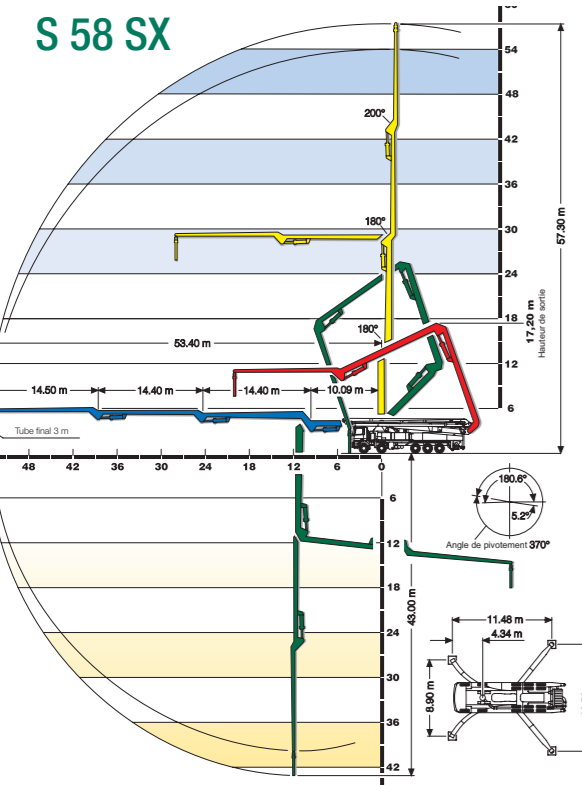 S 58 SX
54
48
42
36
30
24
18
12
6
200°
180°
180°
57.30 m
17,20 m
Hauteur de sortie
53.40 m
14.50 m
14.40 m
14.40 m
10.09 m
Tube final 3 m
48 42 36 30 24 18 12 6 0
6
12
18
24
30
36
42
43.00 m
180.6°
5.2°
Angle de pivotement 370°
11.48 m
4.34 m
8.90 m